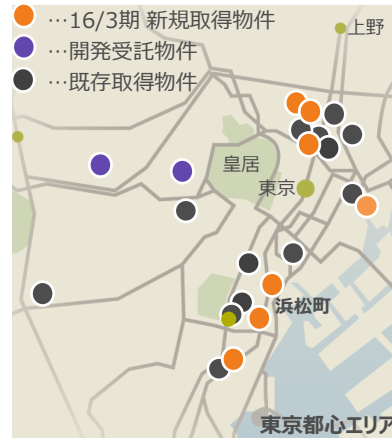 …16/3期 新規取得物件
…開発受託物件
…既存取得物件
上野
皇居
東京
浜松町
東京都心エリア